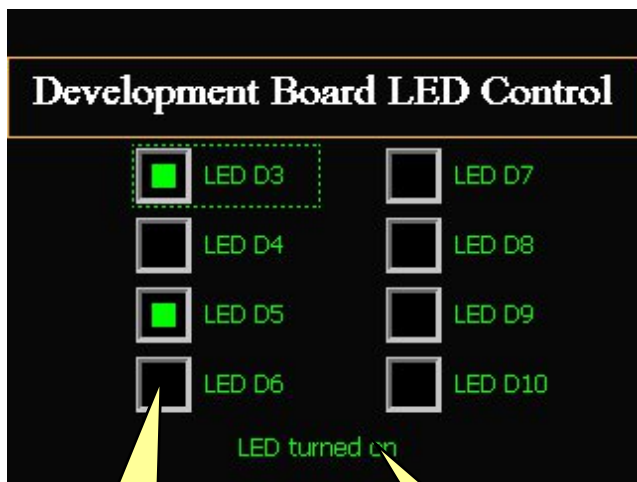 Development Board LED Control
LED D3
LED D7
LED D4
LED D8
LED D5
LED D9
LED D6
LED D10
LED turned on